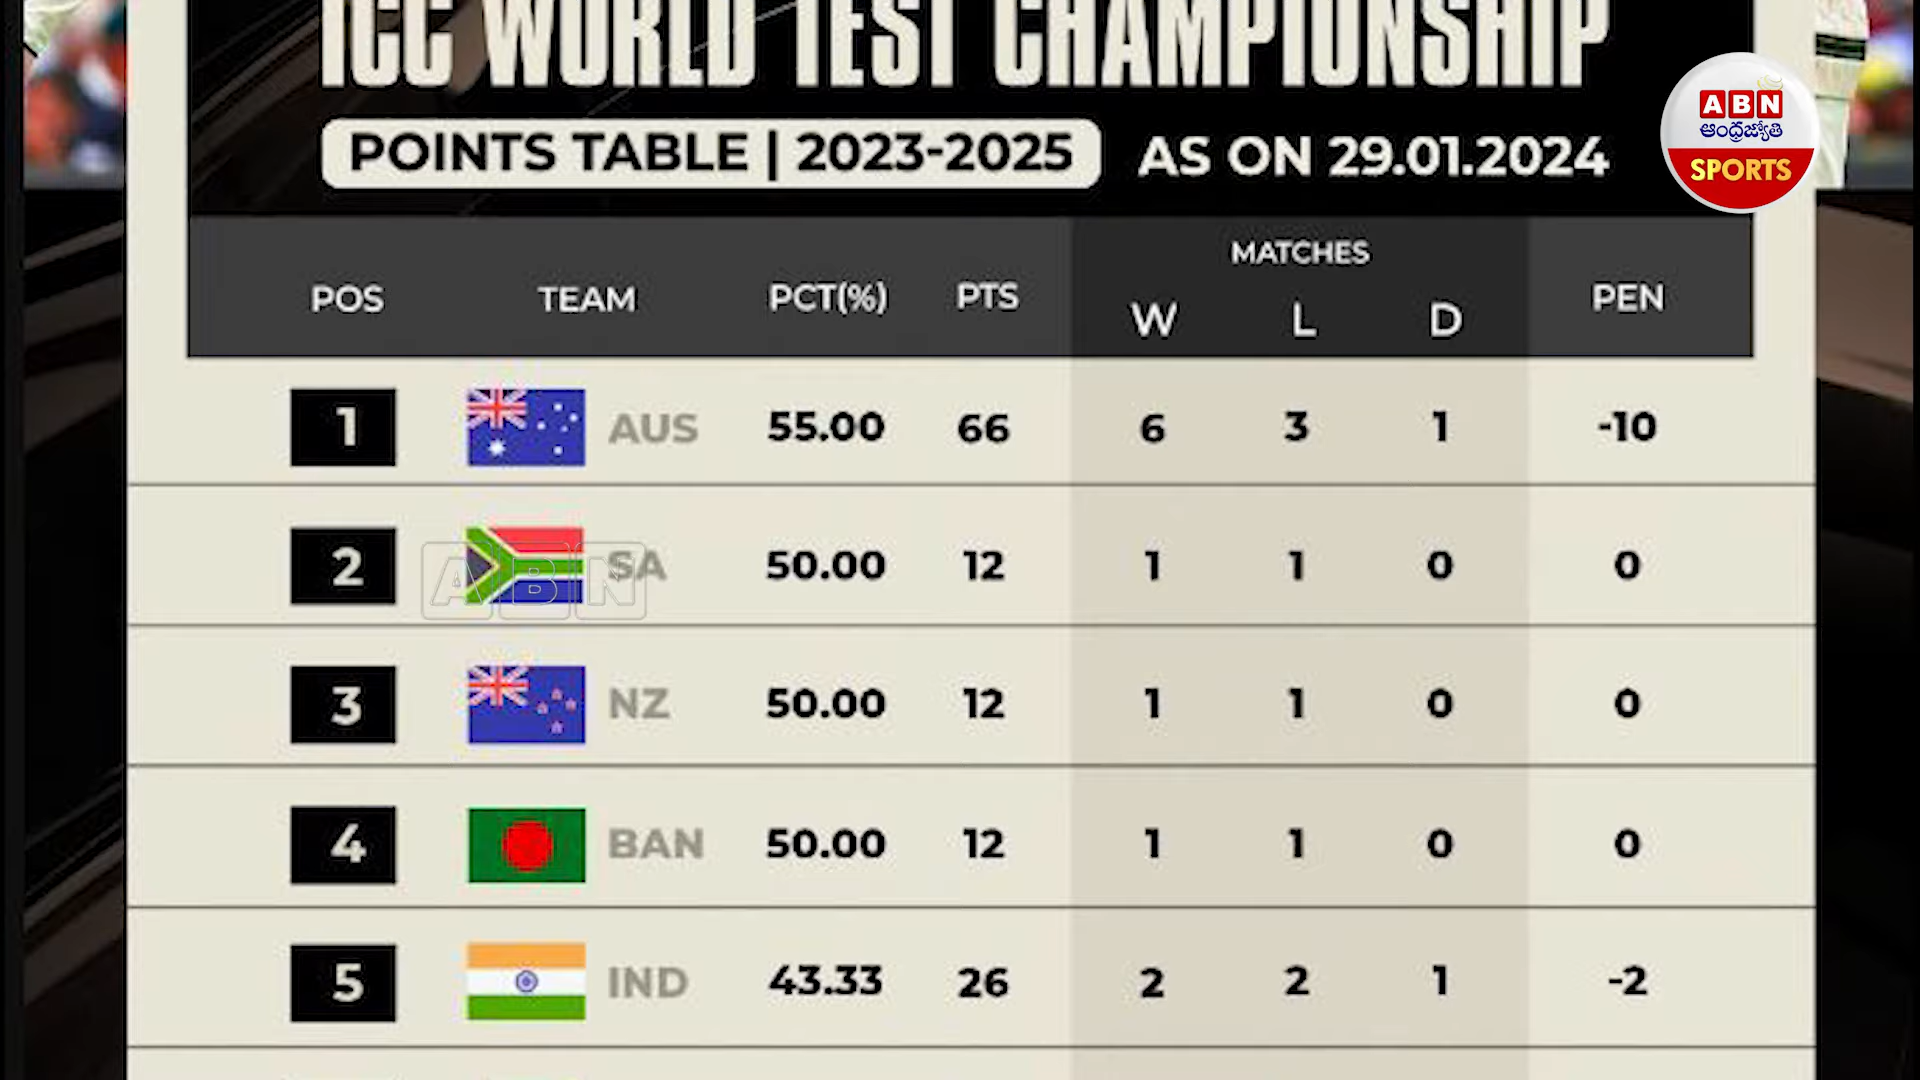 ICC WORLD TEST CHAMPIONSHIP
POINTS TABLE | 2023-2025 AS ON 29.01.2024
ABN
ఆంధ్రజ్యోతి
SPORTS
MATCHES
POS TEAM PCT(%) PTS W L D PEN
1 AUS 55.00 66 6 3 1 -10
2 SA 50.00 12 1 1 0 0
ABN
3 NZ 50.00 12 1 1 0 0
4 BAN 50.00 12 1 1 0 0
5 IND 43.33 26 2 2 1 -2